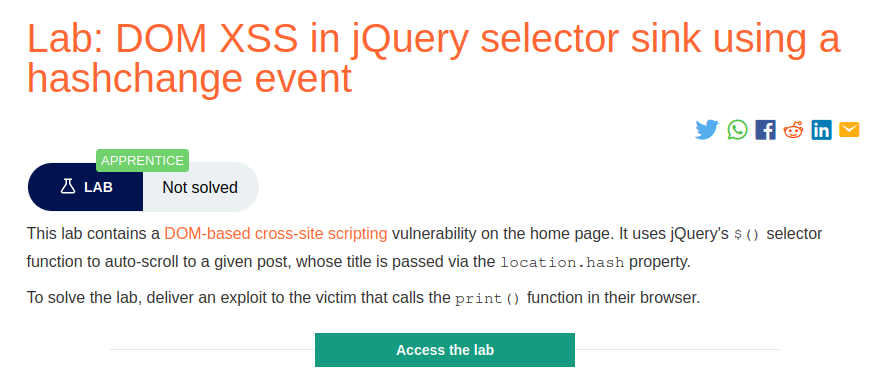 Lab: DOM XSS in jQuery selector sink using a
hashchange event
APPRENTICE
LAB
Not solved
This lab contains a DOM-based cross-site scripting vulnerability on the home page. It uses jQuery's $() selector
function to auto-scroll to a given post, whose title is passed via the location.hash property.
To solve the lab, deliver an exploit to the victim that calls the print() function in their browser.
Access the lab